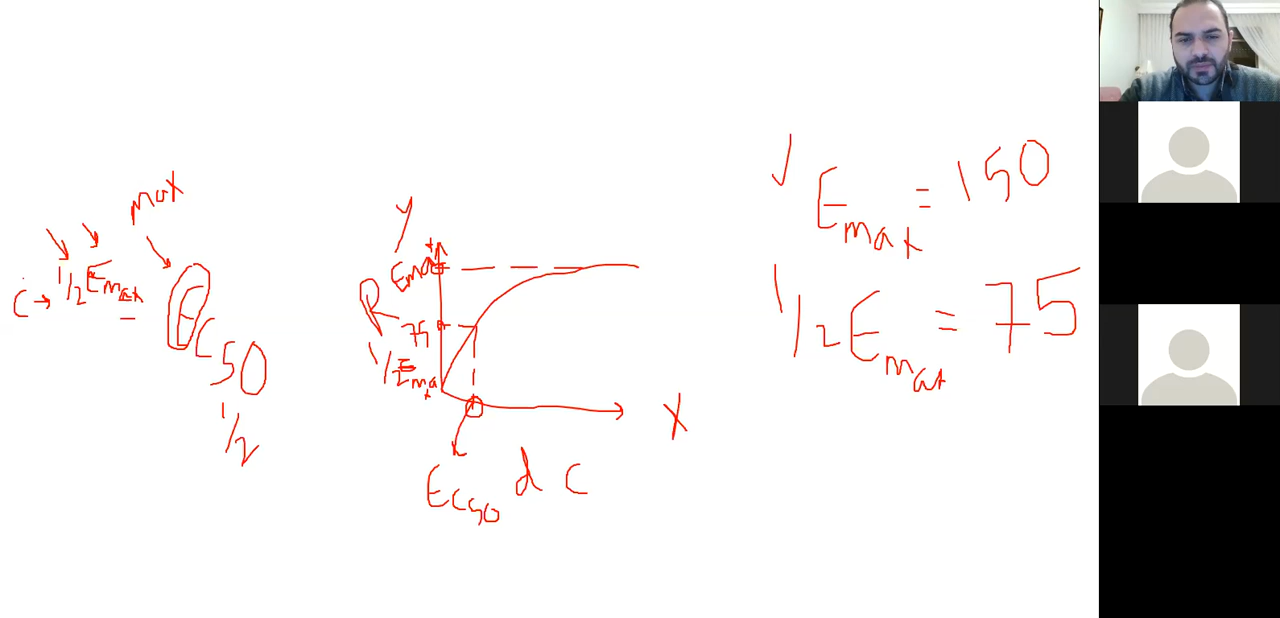 max
C → 1/2 Emax
EC50
1/2
Y
Emax
R
75
1/2 Emax
X
EC50
d C
Emax = 150
1/2 Emax = 75